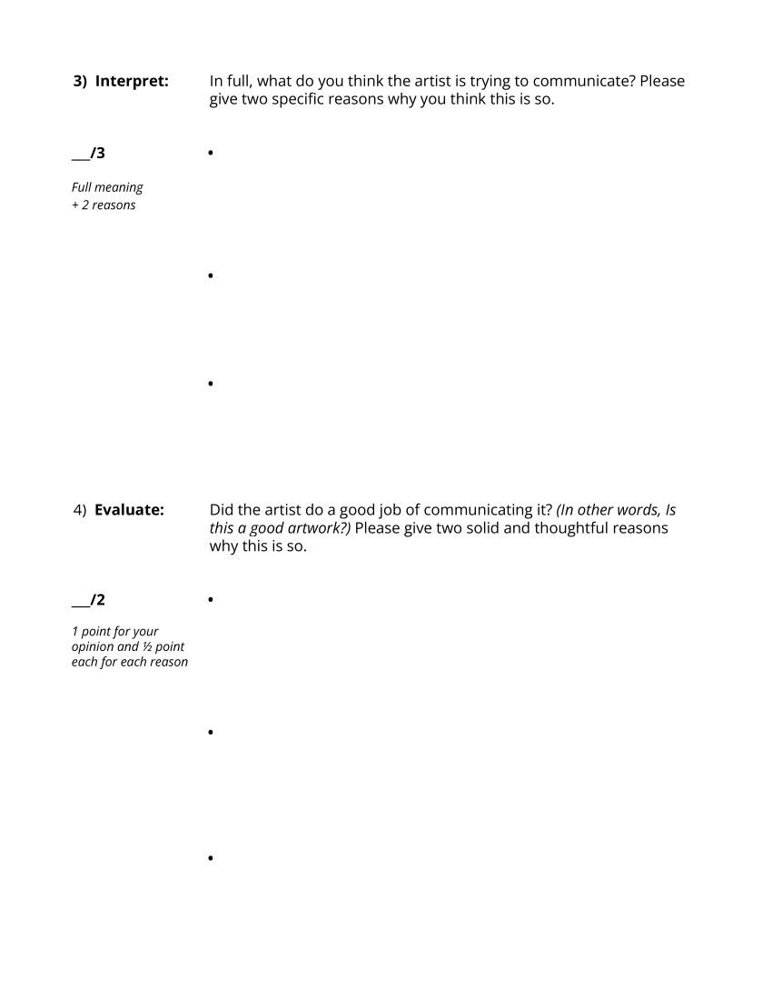 3) Interpret: In full, what do you think the artist is trying to communicate? Please
give two specific reasons why you think this is so.
___/3 •
Full meaning
+ 2 reasons
•
•
4) Evaluate: Did the artist do a good job of communicating it? (In other words, Is
this a good artwork?) Please give two solid and thoughtful reasons
why this is so.
___/2 •
1 point for your
opinion and ½ point
each for each reason
•
•